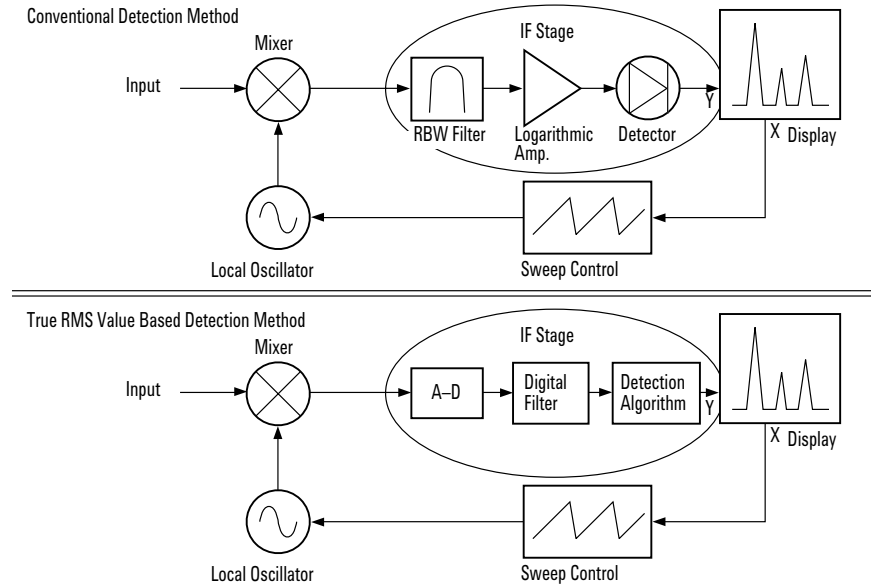 Conventional Detection Method
Mixer
IF Stage
Input
Y
RBW Filter
Logarithmic
Amp.
Detector
X
Display
Local Oscillator
Sweep Control
True RMS Value Based Detection Method
Mixer
IF Stage
Input
A–D
Digital
Filter
Detection
Algorithm
Y
X
Display
Local Oscillator
Sweep Control